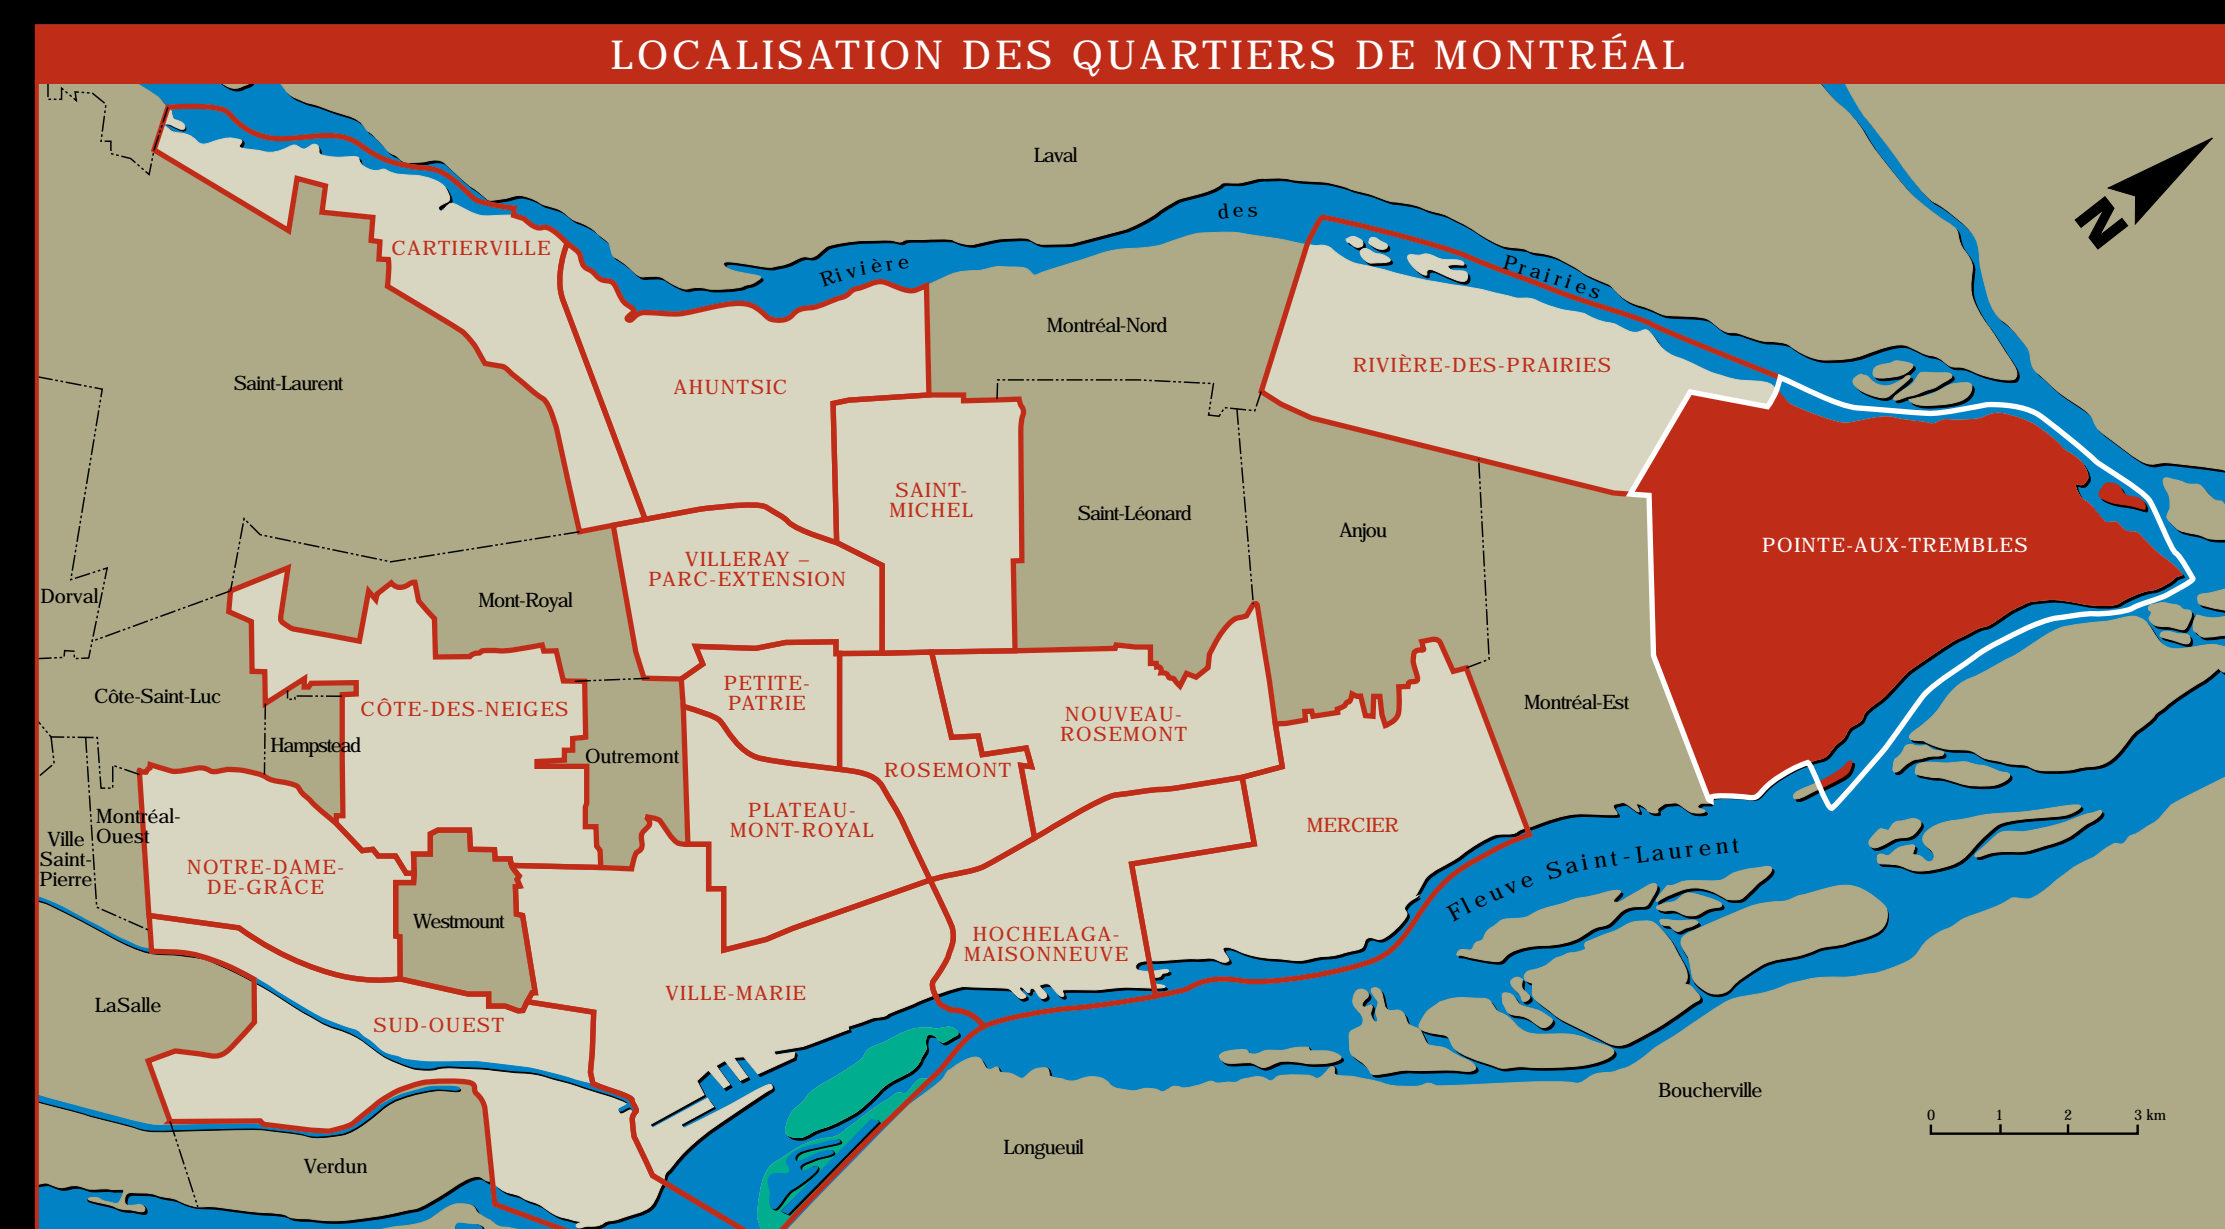 LOCALISATION DES QUARTIERS DE MONTRÉAL
Laval
des
Rivière
Prairies
N
CARTIERVILLE
Montréal-Nord
RIVIÈRE-DES-PRAIRIES
Saint-Laurent
AHUNTSIC
SAINT-
MICHEL
Saint-Léonard
Anjou
POINTE-AUX-TREMBLES
VILLERAY –
PARC-EXTENSION
Dorval
Mont-Royal
Côte-Saint-Luc
CÔTE-DES-NEIGES
PETITE-
PATRIE
NOUVEAU-
ROSEMONT
Montréal-Est
Hampstead
Outremont
ROSEMONT
Montréal-
Ouest
PLATEAU-
MONT-ROYAL
MERCIER
Ville
Saint-
Pierre
NOTRE-DAME-
DE-GRÂCE
Fleuve Saint-Laurent
Westmount
HOCHELAGA-
MAISONNEUVE
LaSalle
VILLE-MARIE
SUD-OUEST
Boucherville
0 1 2 3 km
Longueuil
Verdun